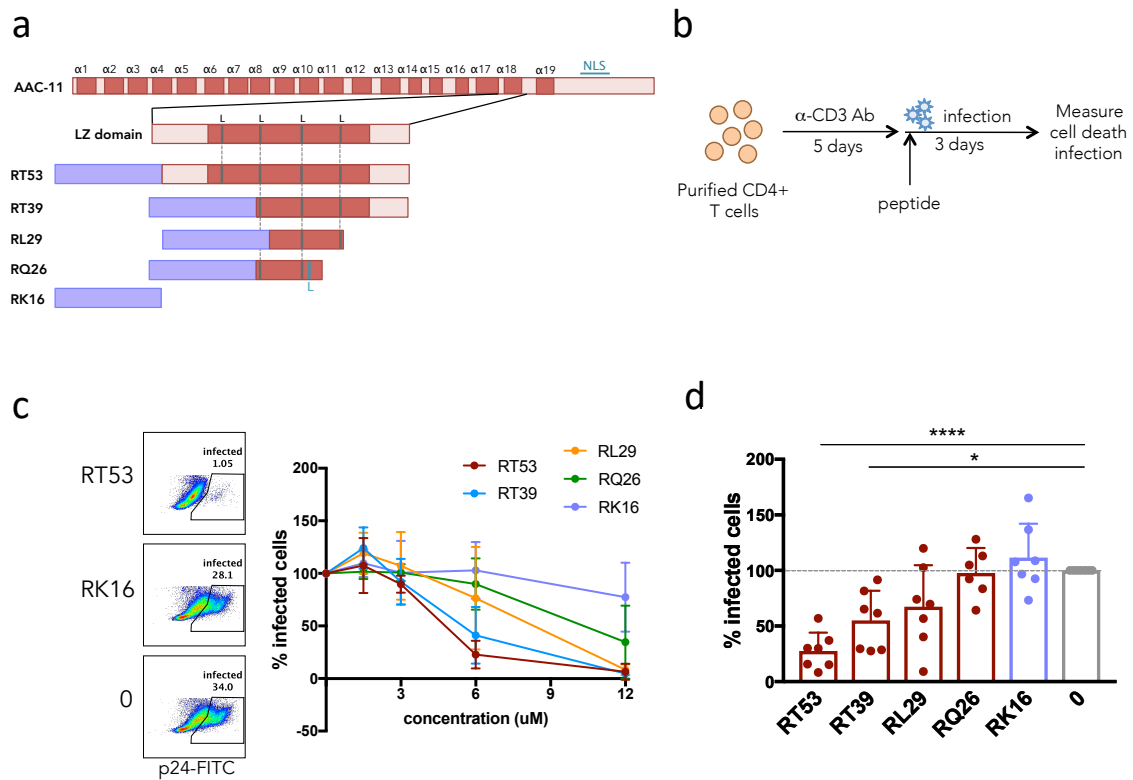 a
α1 α2 α3 α4 α5 α6 α7 α8 α9 α10 α11 α12 α13 α14 α15 α16 α17 α18 α19 NLS
AAC-11
L L L L
LZ domain
RT53
RT39
RL29
RQ26
L
RK16
b
α-CD3 Ab
5 days
infection
3 days
Measure
cell death
infection
Purified CD4+
T cells
peptide
c
RT53
infected
1.05
RK16
infected
28.1
0
infected
34.0
p24-FITC
% infected cells
200
150
100
50
0
-50
3 6 9 12
concentration (uM)
RT53
RT39
RL29
RQ26
RK16
d
****
*
% infected cells
200
150
100
50
0
RT53 RT39 RL29 RQ26 RK16 0